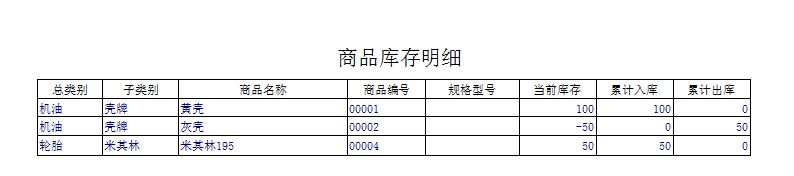 商品库存明细
总类别 子类别 商品名称 商品编号 规格型号 当前库存 累计入库 累计出库
机油 壳牌 黄壳 00001 100 100 0
机油 壳牌 灰壳 00002 -50 0 50
轮胎 米其林 米其林195 00004 50 50 0